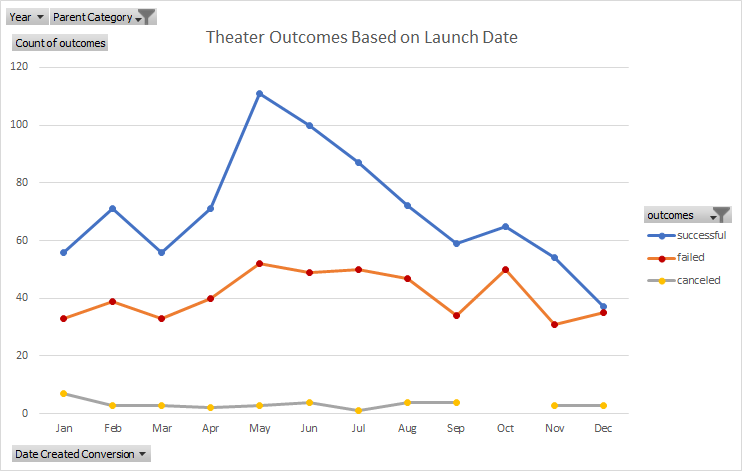 Year Parent Category
Count of outcomes
Theater Outcomes Based on Launch Date
120
100
80
60
40
20
0
Jan Feb Mar Apr May Jun Jul Aug Sep Oct Nov Dec
outcomes
successful
failed
canceled
Date Created Conversion